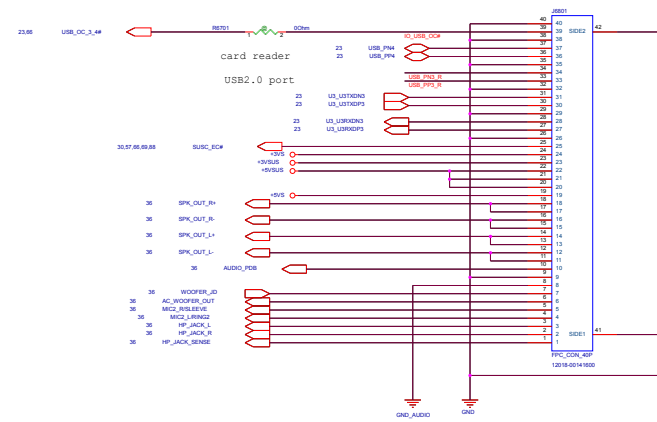 J6801
R6701
0Ohm
23,66 USB_OC_3_4# 1 2
IO_USB_OC#
SIDE2 42
card reader
USB2.0 port
23 USB_PN4
23 USB_PP4
USB_PN3_R
USB_PP3_R
23 U3_U3TXDN3
23 U3_U3TXDP3
23 U3_U3RXDN3
23 U3_U3RXDP3
30,57,66,69,88 SUSC_EC#
+3VS
+3VSUS
+5VSUS
+5VS
36 SPK_OUT_R+
36 SPK_OUT_R-
36 SPK_OUT_L+
36 SPK_OUT_L-
36 AUDIO_PDB
36 WOOFER_JD
36 AC_WOOFER_OUT
36 MIC2_R/SLEEVE
36 MIC2_L/RING2
36 HP_JACK_L
36 HP_JACK_R
36 HP_JACK_SENSE
40 40
39 39
38 38
37 37
36 36
35 35
34 34
33 33
32 32
31 31
30 30
29 29
28 28
27 27
26 26
25 25
24 24
23 23
22 22
21 21
20 20
19 19
18 18
17 17
16 16
15 15
14 14
13 13
12 12
11 11
10 10
9 9
8 8
7 7
6 6
5 5
4 4
3 3
2 2
1 1
SIDE1 41
FPC_CON_40P
12018-00141600
GND_AUDIO
GND